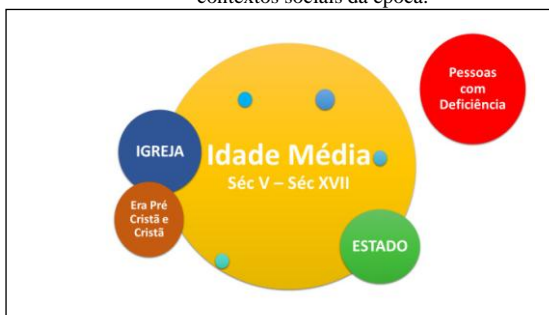 contextos sociais da época.
Pessoas
com
Deficiência
IGREJA
Idade Média
Séc V – Séc XVII
Era Pré
Cristã e
Cristã
ESTADO